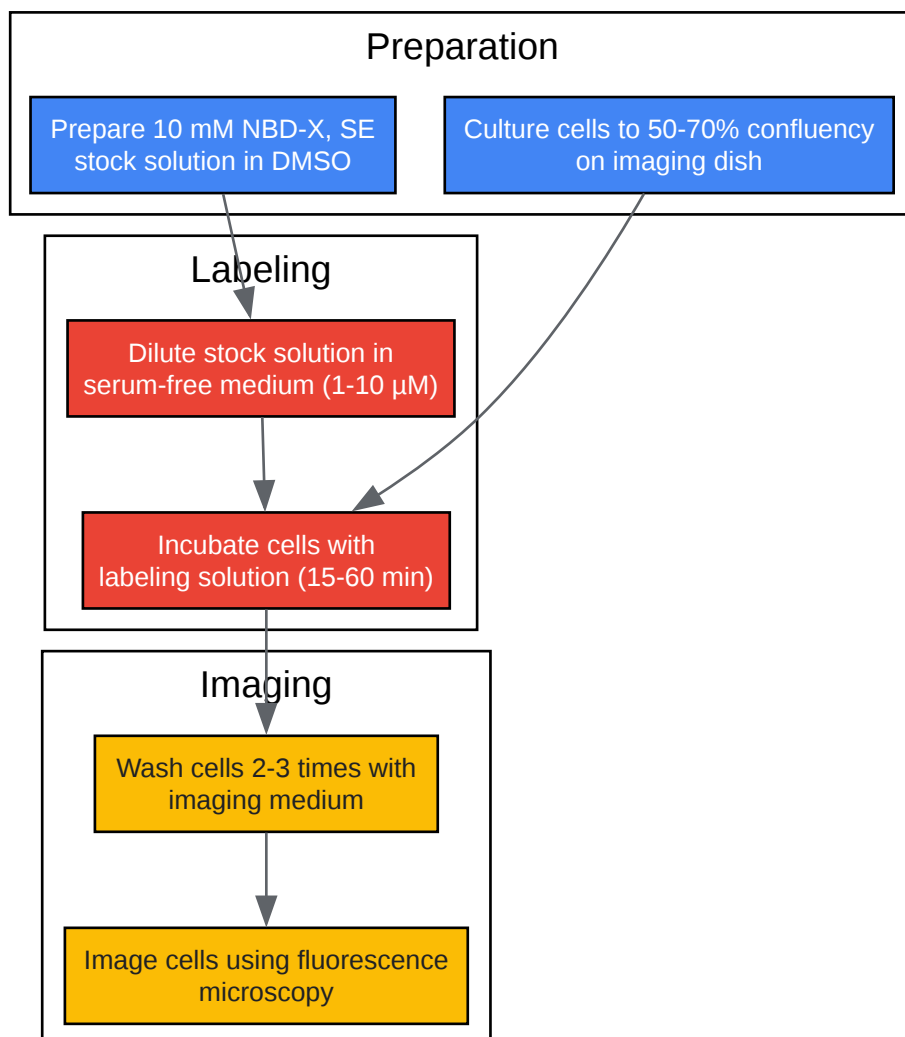 Preparation
Prepare 10 mM NBD-X, SE
stock solution in DMSO
Culture cells to 50-70% confluency
on imaging dish
Labeling
Dilute stock solution in
serum-free medium (1-10 µM)
Incubate cells with
labeling solution (15-60 min)
Imaging
Wash cells 2-3 times with
imaging medium
Image cells using fluorescence
microscopy